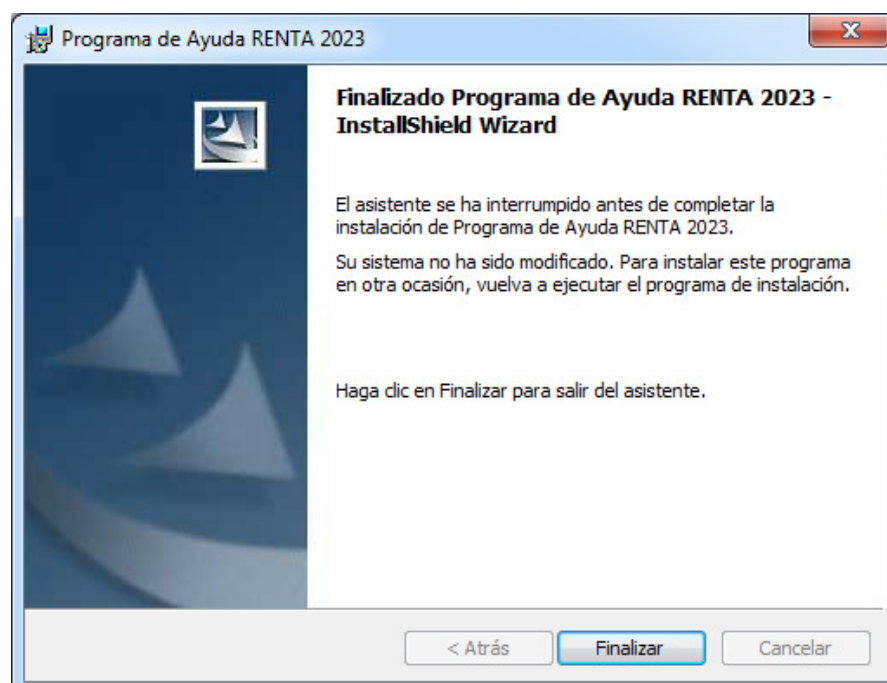 Programa de Ayuda RENTA 2023
X
Finalizado Programa de Ayuda RENTA 2023 -
InstallShield Wizard
El asistente se ha interrumpido antes de completar la
instalación de Programa de Ayuda RENTA 2023.
Su sistema no ha sido modificado. Para instalar este programa
en otra ocasión, vuelva a ejecutar el programa de instalación.
Haga clic en Finalizar para salir del asistente.
< Atrás
Finalizar
Cancelar